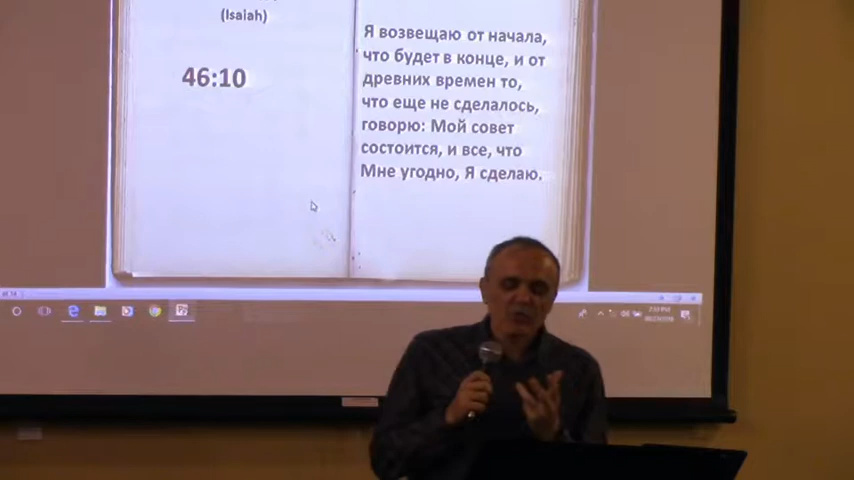 (Isaiah)
46:10
Я возвещаю от начала,
что будет в конце, и от
древних времен то,
что еще не сделалось,
говорю: Мой совет
состоится, и все, что
Мне угодно, Я сделаю.